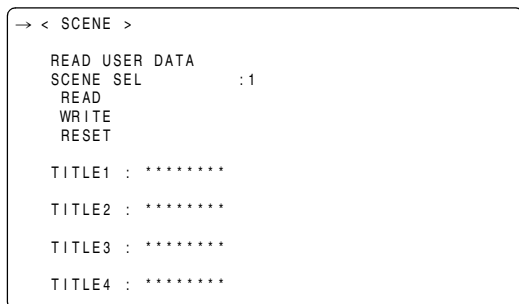 → < SCENE >
READ USER DATA
SCENE SEL :1
READ
WRITE
RESET
TITLE1 : ********
TITLE2 : ********
TITLE3 : ********
TITLE4 : ********